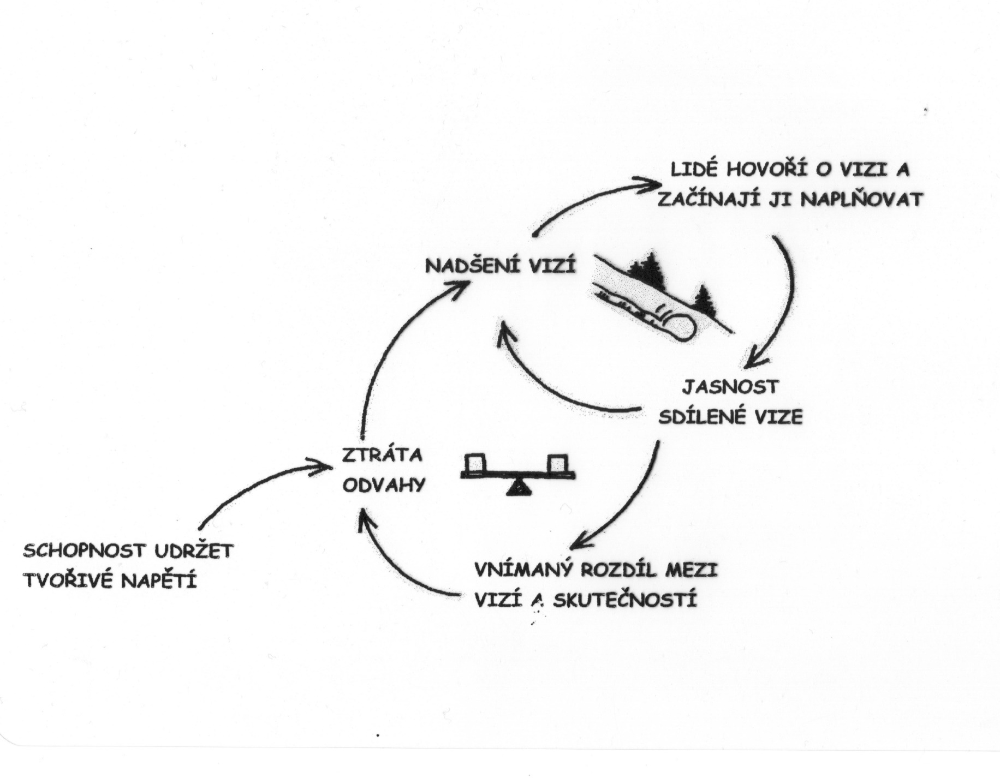 LIDÉ HOVOŘÍ O VIZI A
ZAČÍNAJÍ JI NAPLŇOVAT
NADŠENÍ VIZÍ
JASNOST
SDÍLENÉ VIZE
ZTRÁTA
ODVAHY
SCHOPNOST UDRŽET
TVOŘIVÉ NAPĚTÍ
VNÍMANÝ ROZDÍL MEZI
VIZÍ A SKUTEČNOSTÍ